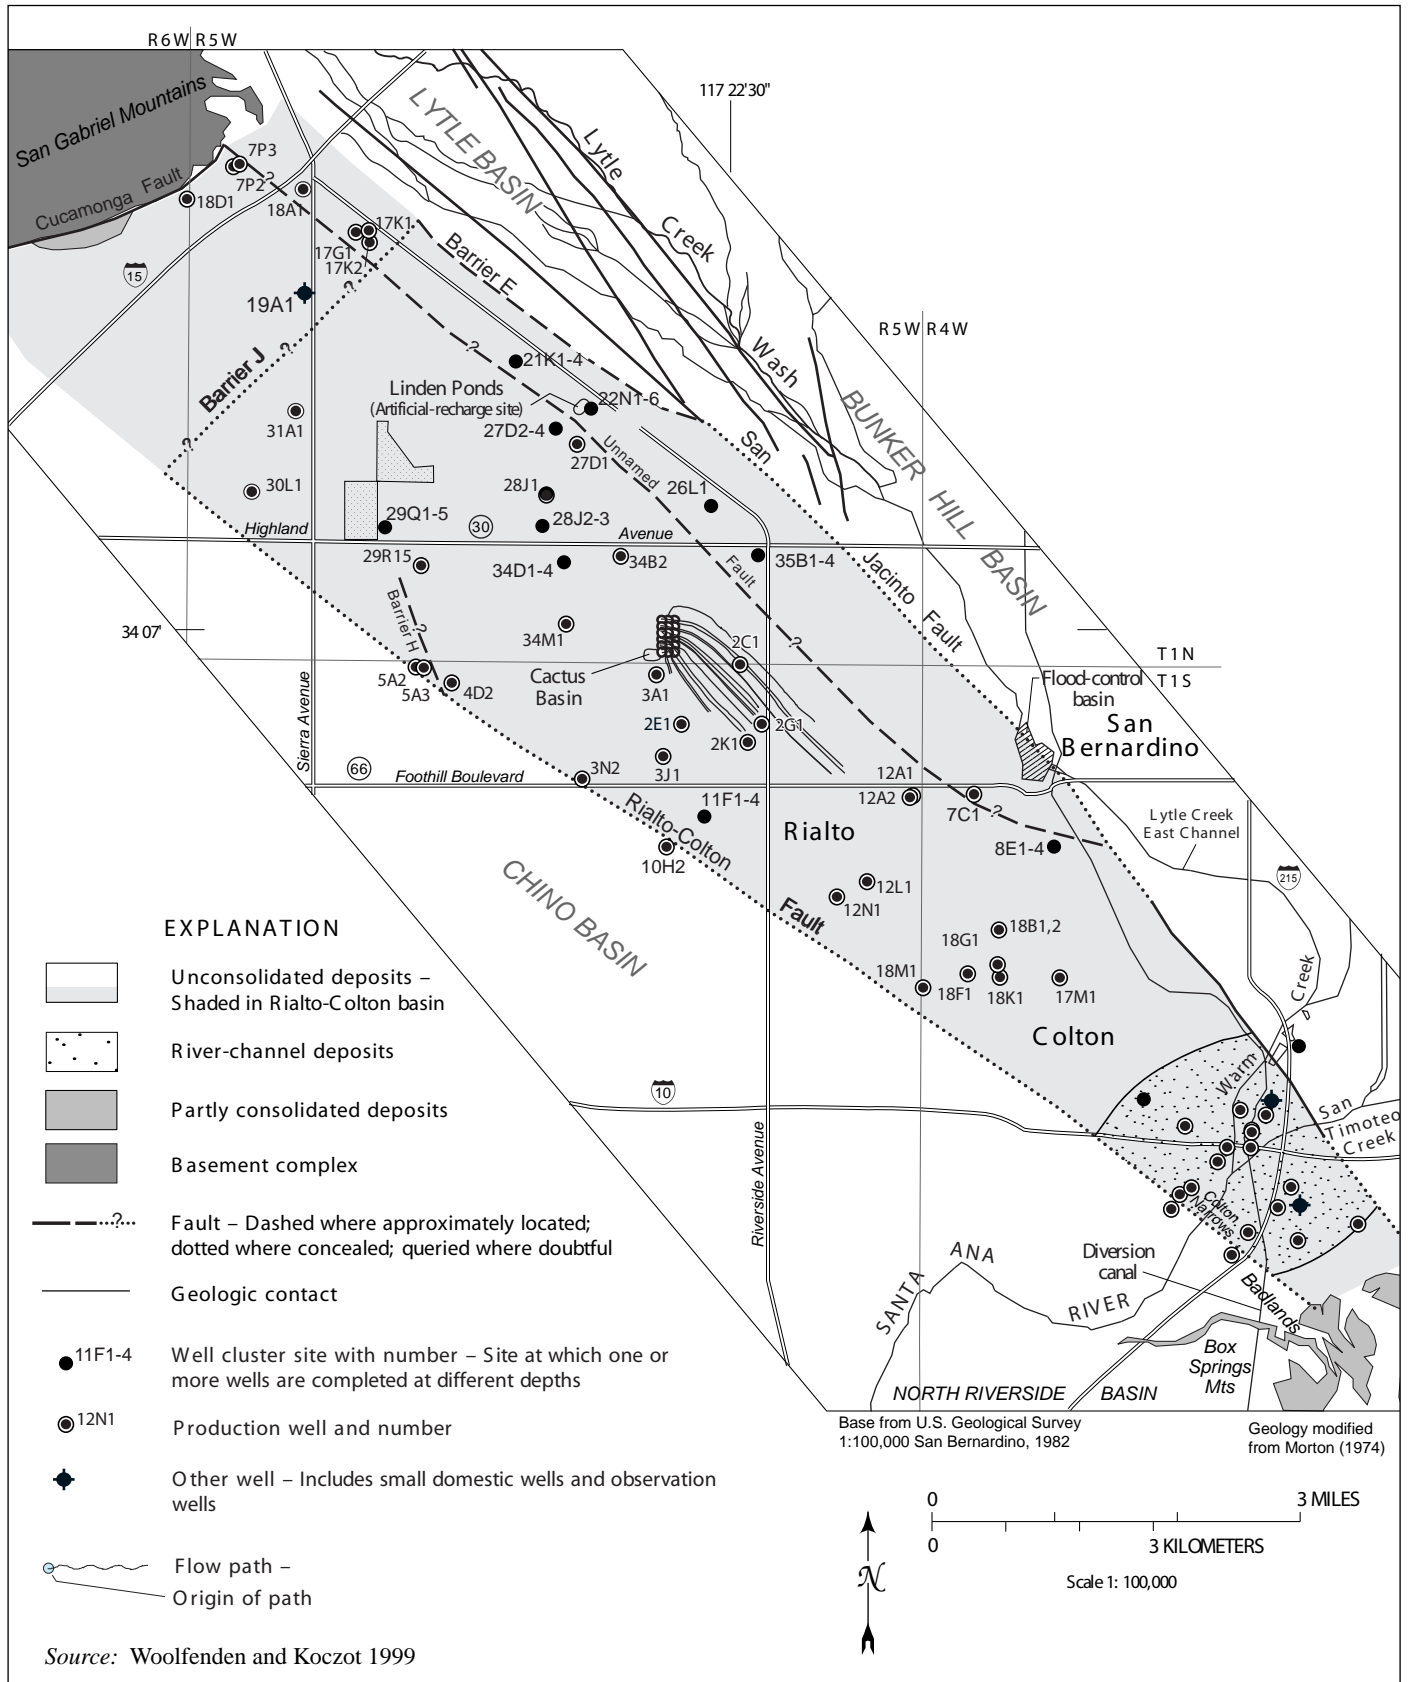 R6W R5W
117 22'30"
San Gabriel Mountains
LYTLE BASIN
Lytle
Creek
Wash
7P3
7P2
?
Cucamonga Fault
18D1
18A1
17K1
17G1
17K2
Barrier E
15
?
19A1
R5W R4W
?
?
21K1-4
Barrier J
Linden Ponds
(Artificial-recharge site)
22N1-6
BUNKER HILL BASIN
31A1
27D2-4
27D1
Unnamed
San
?
30L1
28J1
26L1
29Q1-5
30
28J2-3
Highland
Avenue
29R15
34D1-4
34B2
Fault
35B1-4
Jacinto
Fault
Barrier H
?
34 07'
34M1
2C1
?
T1N
T1S
5A2
5A3
4D2
Cactus
Basin
3A1
Flood-control
basin
Sierra Avenue
2E1
2G1
2K1
San
Bernardino
66
3J1
3N2
12A1
Foothill Boulevard
12A2
7C1
?
11F1-4
Rialto
Lytle Creek
East Channel
Rialto-Colton
10H2
8E1-4
CHINO BASIN
215
12L1
12N1
Fault
18B1,2
18G1
18M1
18F1
18K1
17M1
Creek
Colton
Warm
10
San
Timoteo
Creek
Riverside Avenue
Colton
Narrows
SANTA
ANA
RIVER
Diversion
canal
Badlands
Box
Springs
Mts
NORTH RIVERSIDE BASIN
EXPLANATION
Unconsolidated deposits –
Shaded in Rialto-Colton basin
River-channel deposits
Partly consolidated deposits
Basement complex
?
Fault – Dashed where approximately located;
dotted where concealed; queried where doubtful
Geologic contact
11F1-4
Well cluster site with number – Site at which one or
more wells are completed at different depths
12N1
Production well and number
Other well – Includes small domestic wells and observation
wells
Flow path –
Origin of path
Base from U.S. Geological Survey
1:100,000 San Bernardino, 1982
Geology modified
from Morton (1974)
0 3 MILES
0 3 KILOMETERS
Scale 1: 100,000
N
Source: Woolfenden and Koczot 1999